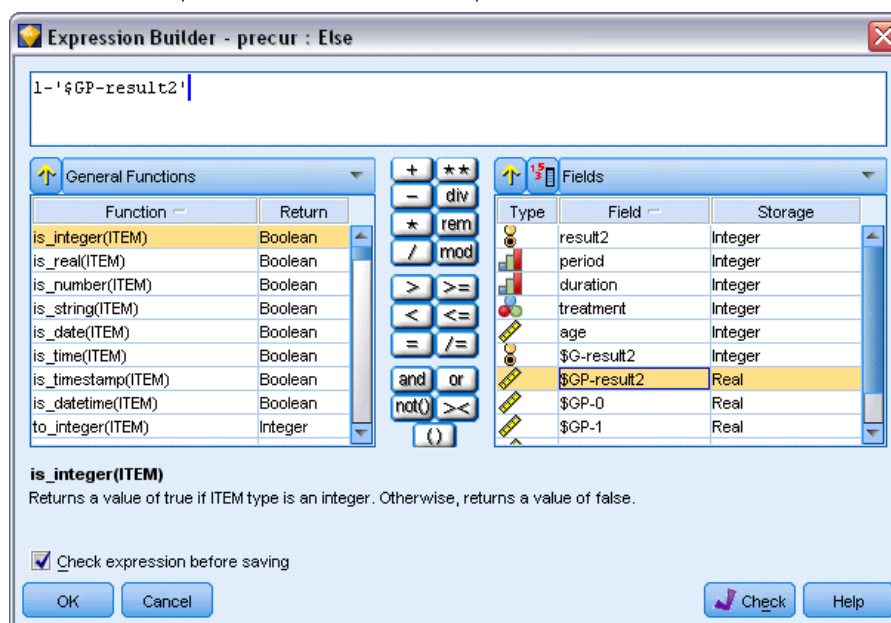 Expression Builder - precur : Else
1-'$GP-result2'
General Functions
Function Return
is_integer(ITEM) Boolean
is_real(ITEM) Boolean
is_number(ITEM) Boolean
is_string(ITEM) Boolean
is_date(ITEM) Boolean
is_time(ITEM) Boolean
is_timestamp(ITEM) Boolean
is_datetime(ITEM) Boolean
to_integer(ITEM) Integer
+ **
- div
* rem
/ mod
> >=
< <=
= /=
and or
not() ><
()
Fields
Type Field Storage
result2 Integer
period Integer
duration Integer
treatment Integer
age Integer
$G-result2 Integer
$GP-result2 Real
$GP-0 Real
$GP-1 Real
is_integer(ITEM)
Returns a value of true if ITEM type is an integer. Otherwise, returns a value of false.
Check expression before saving
OK Cancel Check Help